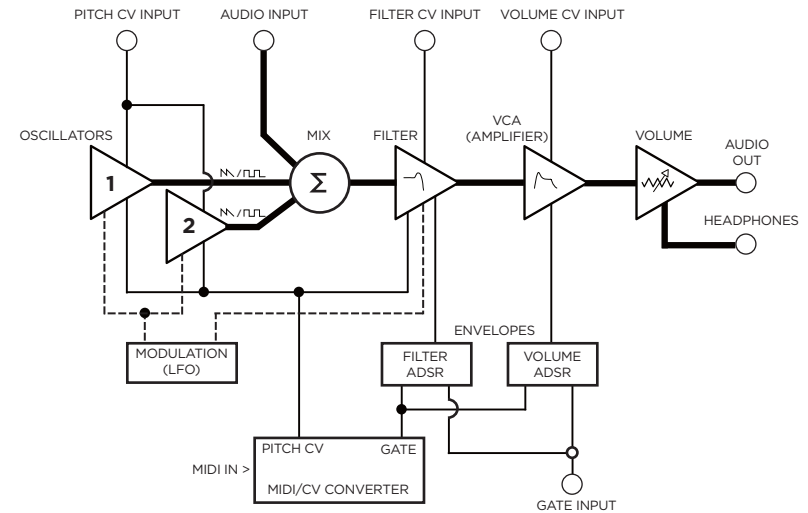 PITCH CV INPUT
AUDIO INPUT
FILTER CV INPUT
VOLUME CV INPUT
OSCILLATORS
MIX
FILTER
VCA
(AMPLIFIER)
VOLUME
AUDIO
OUT
1
Σ
2
HEADPHONES
ENVELOPES
MODULATION
(LFO)
FILTER
ADSR
VOLUME
ADSR
PITCH CV
GATE
MIDI IN >
MIDI/CV CONVERTER
GATE INPUT